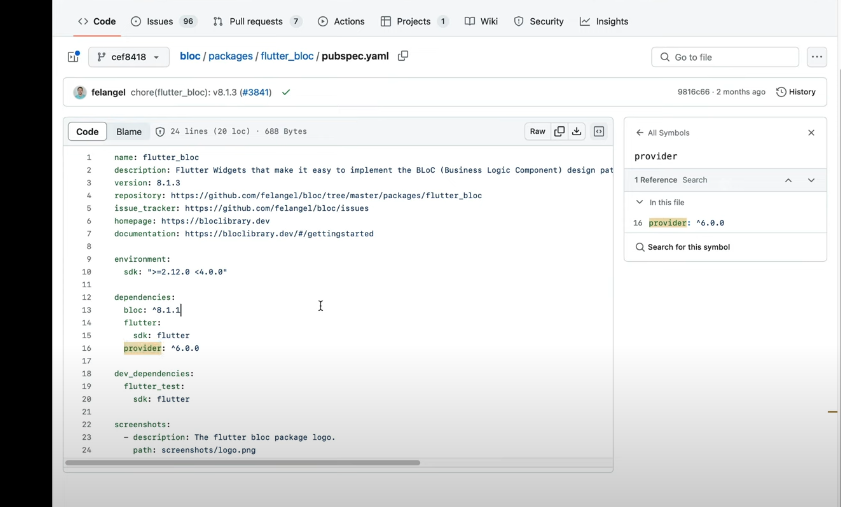 Code Issues 96 Pull requests 7 Actions Projects 1 Wiki Security Insights
cef8418 bloc / packages / flutter_bloc / pubspec.yaml Go to file
felangel chore(flutter_bloc): v8.1.3 (#3841) 9816c66 · 2 months ago History
Code Blame 24 lines (20 loc) · 688 Bytes Raw
1 name: flutter_bloc
2 description: Flutter Widgets that make it easy to implement the BLoC (Business Logic Component) design pat
3 version: 8.1.3
4 repository: https://github.com/felangel/bloc/tree/master/packages/flutter_bloc
5 issue_tracker: https://github.com/felangel/bloc/issues
6 homepage: https://bloclibrary.dev
7 documentation: https://bloclibrary.dev/#/gettingstarted
8
9 environment:
10 sdk: ">=2.12.0 <4.0.0"
11
12 dependencies:
13 bloc: ^8.1.1
14 flutter:
15 sdk: flutter
16 provider: ^6.0.0
17
18 dev_dependencies:
19 flutter_test:
20 sdk: flutter
21
22 screenshots:
23 - description: The flutter bloc package logo.
24 path: screenshots/logo.png
All Symbols
provider
1 Reference Search
In this file
16 provider: ^6.0.0
Search for this symbol